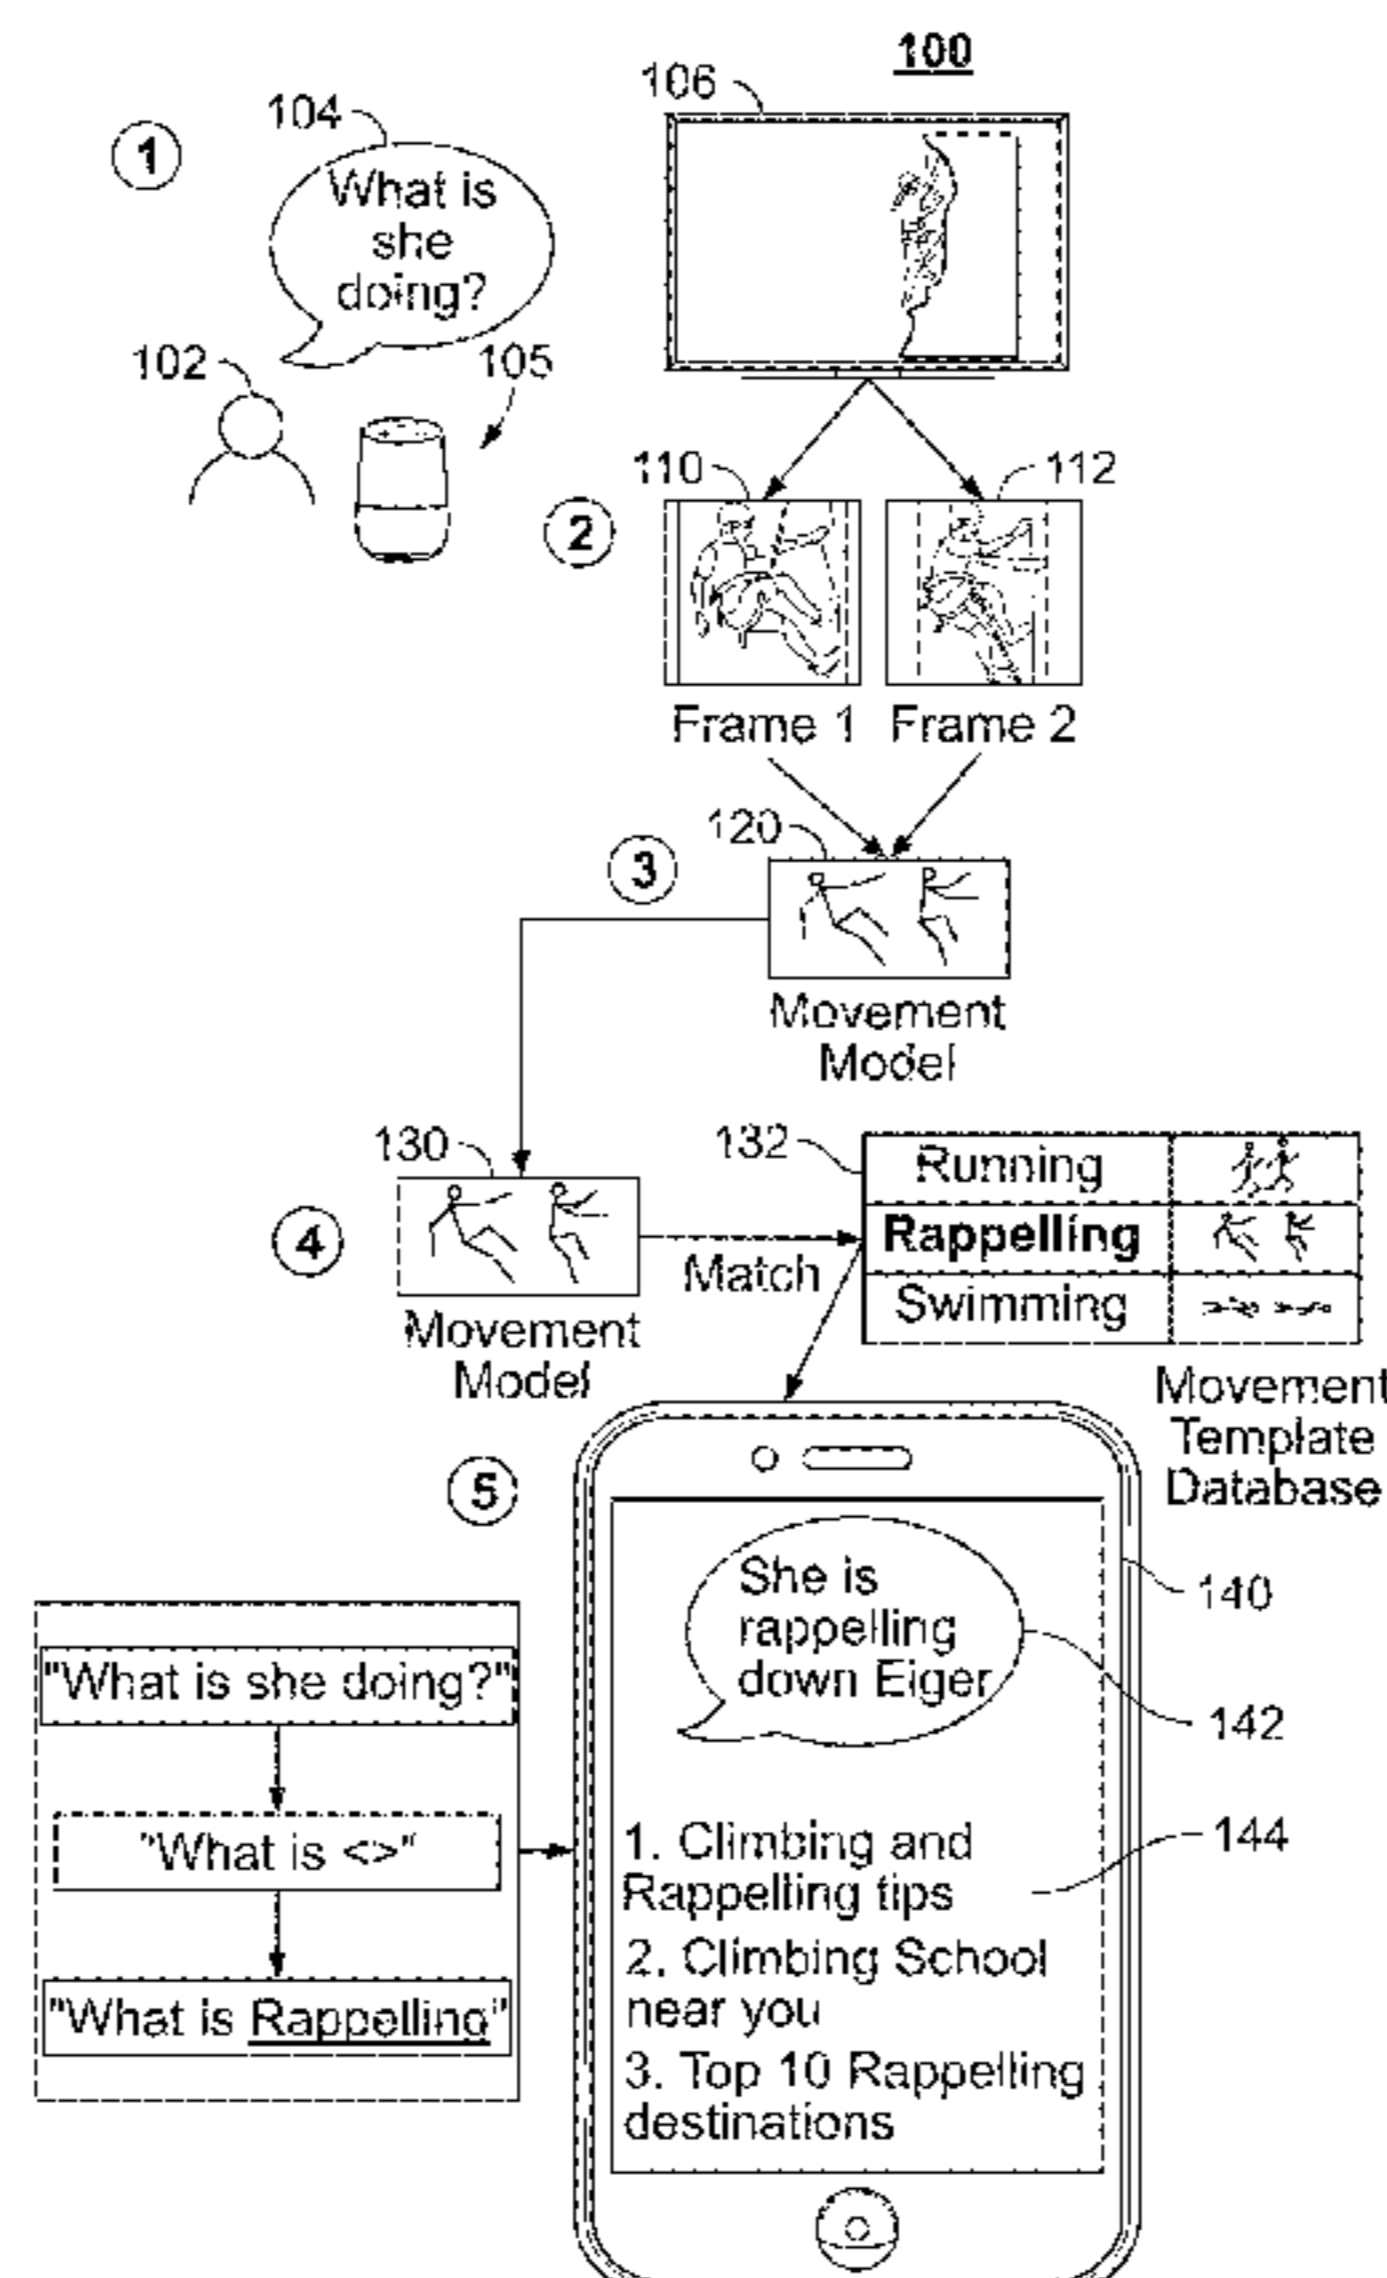 100
106
104
1
What is
she
doing?
102
105
110
112
2
Frame 1
Frame 2
120
3
Movement
Model
130
132
Running
Rappelling
Swimming
4
Match
Movement
Model
Movement
Template
Database
5
She is
rappelling
down Eiger
140
142
"What is she doing?"
"What is <>"
"What is Rappelling"
144
1. Climbing and
Rappelling tips
2. Climbing School
near you
3. Top 10 Rappelling
destinations